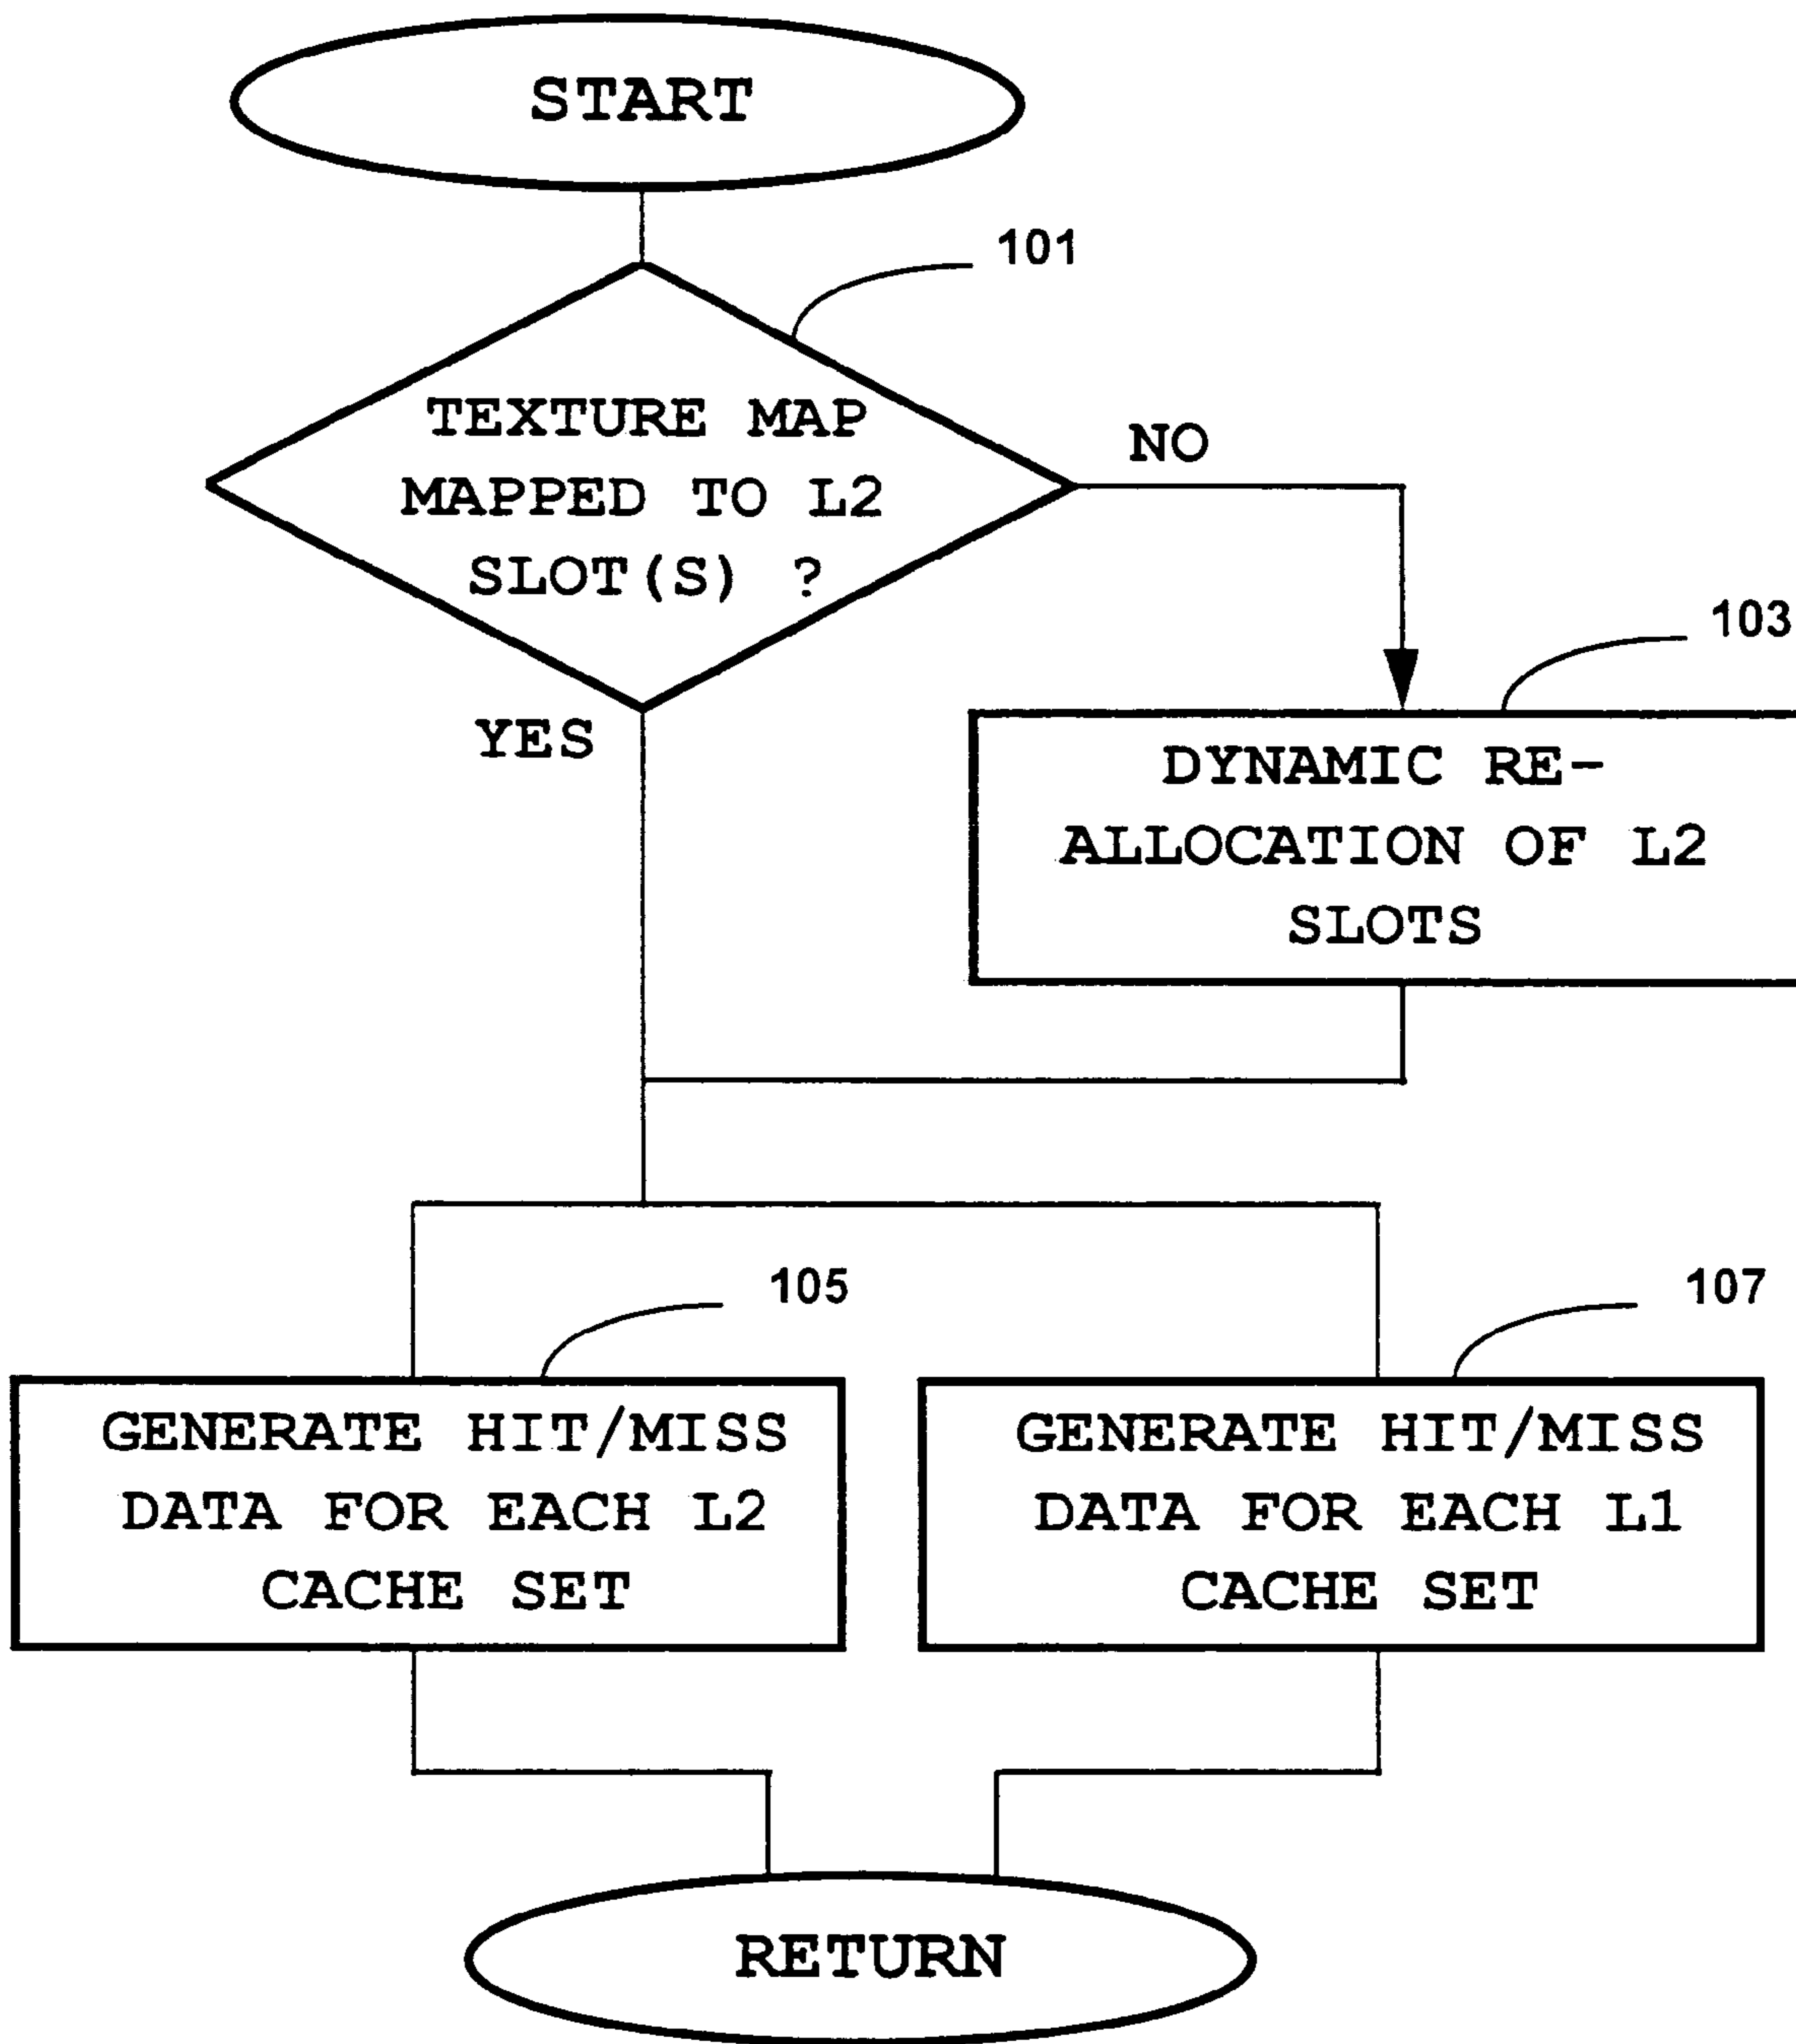 START
101
TEXTURE MAP
MAPPED TO L2
SLOT(S) ?
NO
YES
103
DYNAMIC RE-
ALLOCATION OF L2
SLOTS
105
GENERATE HIT/MISS
DATA FOR EACH L2
CACHE SET
107
GENERATE HIT/MISS
DATA FOR EACH L1
CACHE SET
RETURN